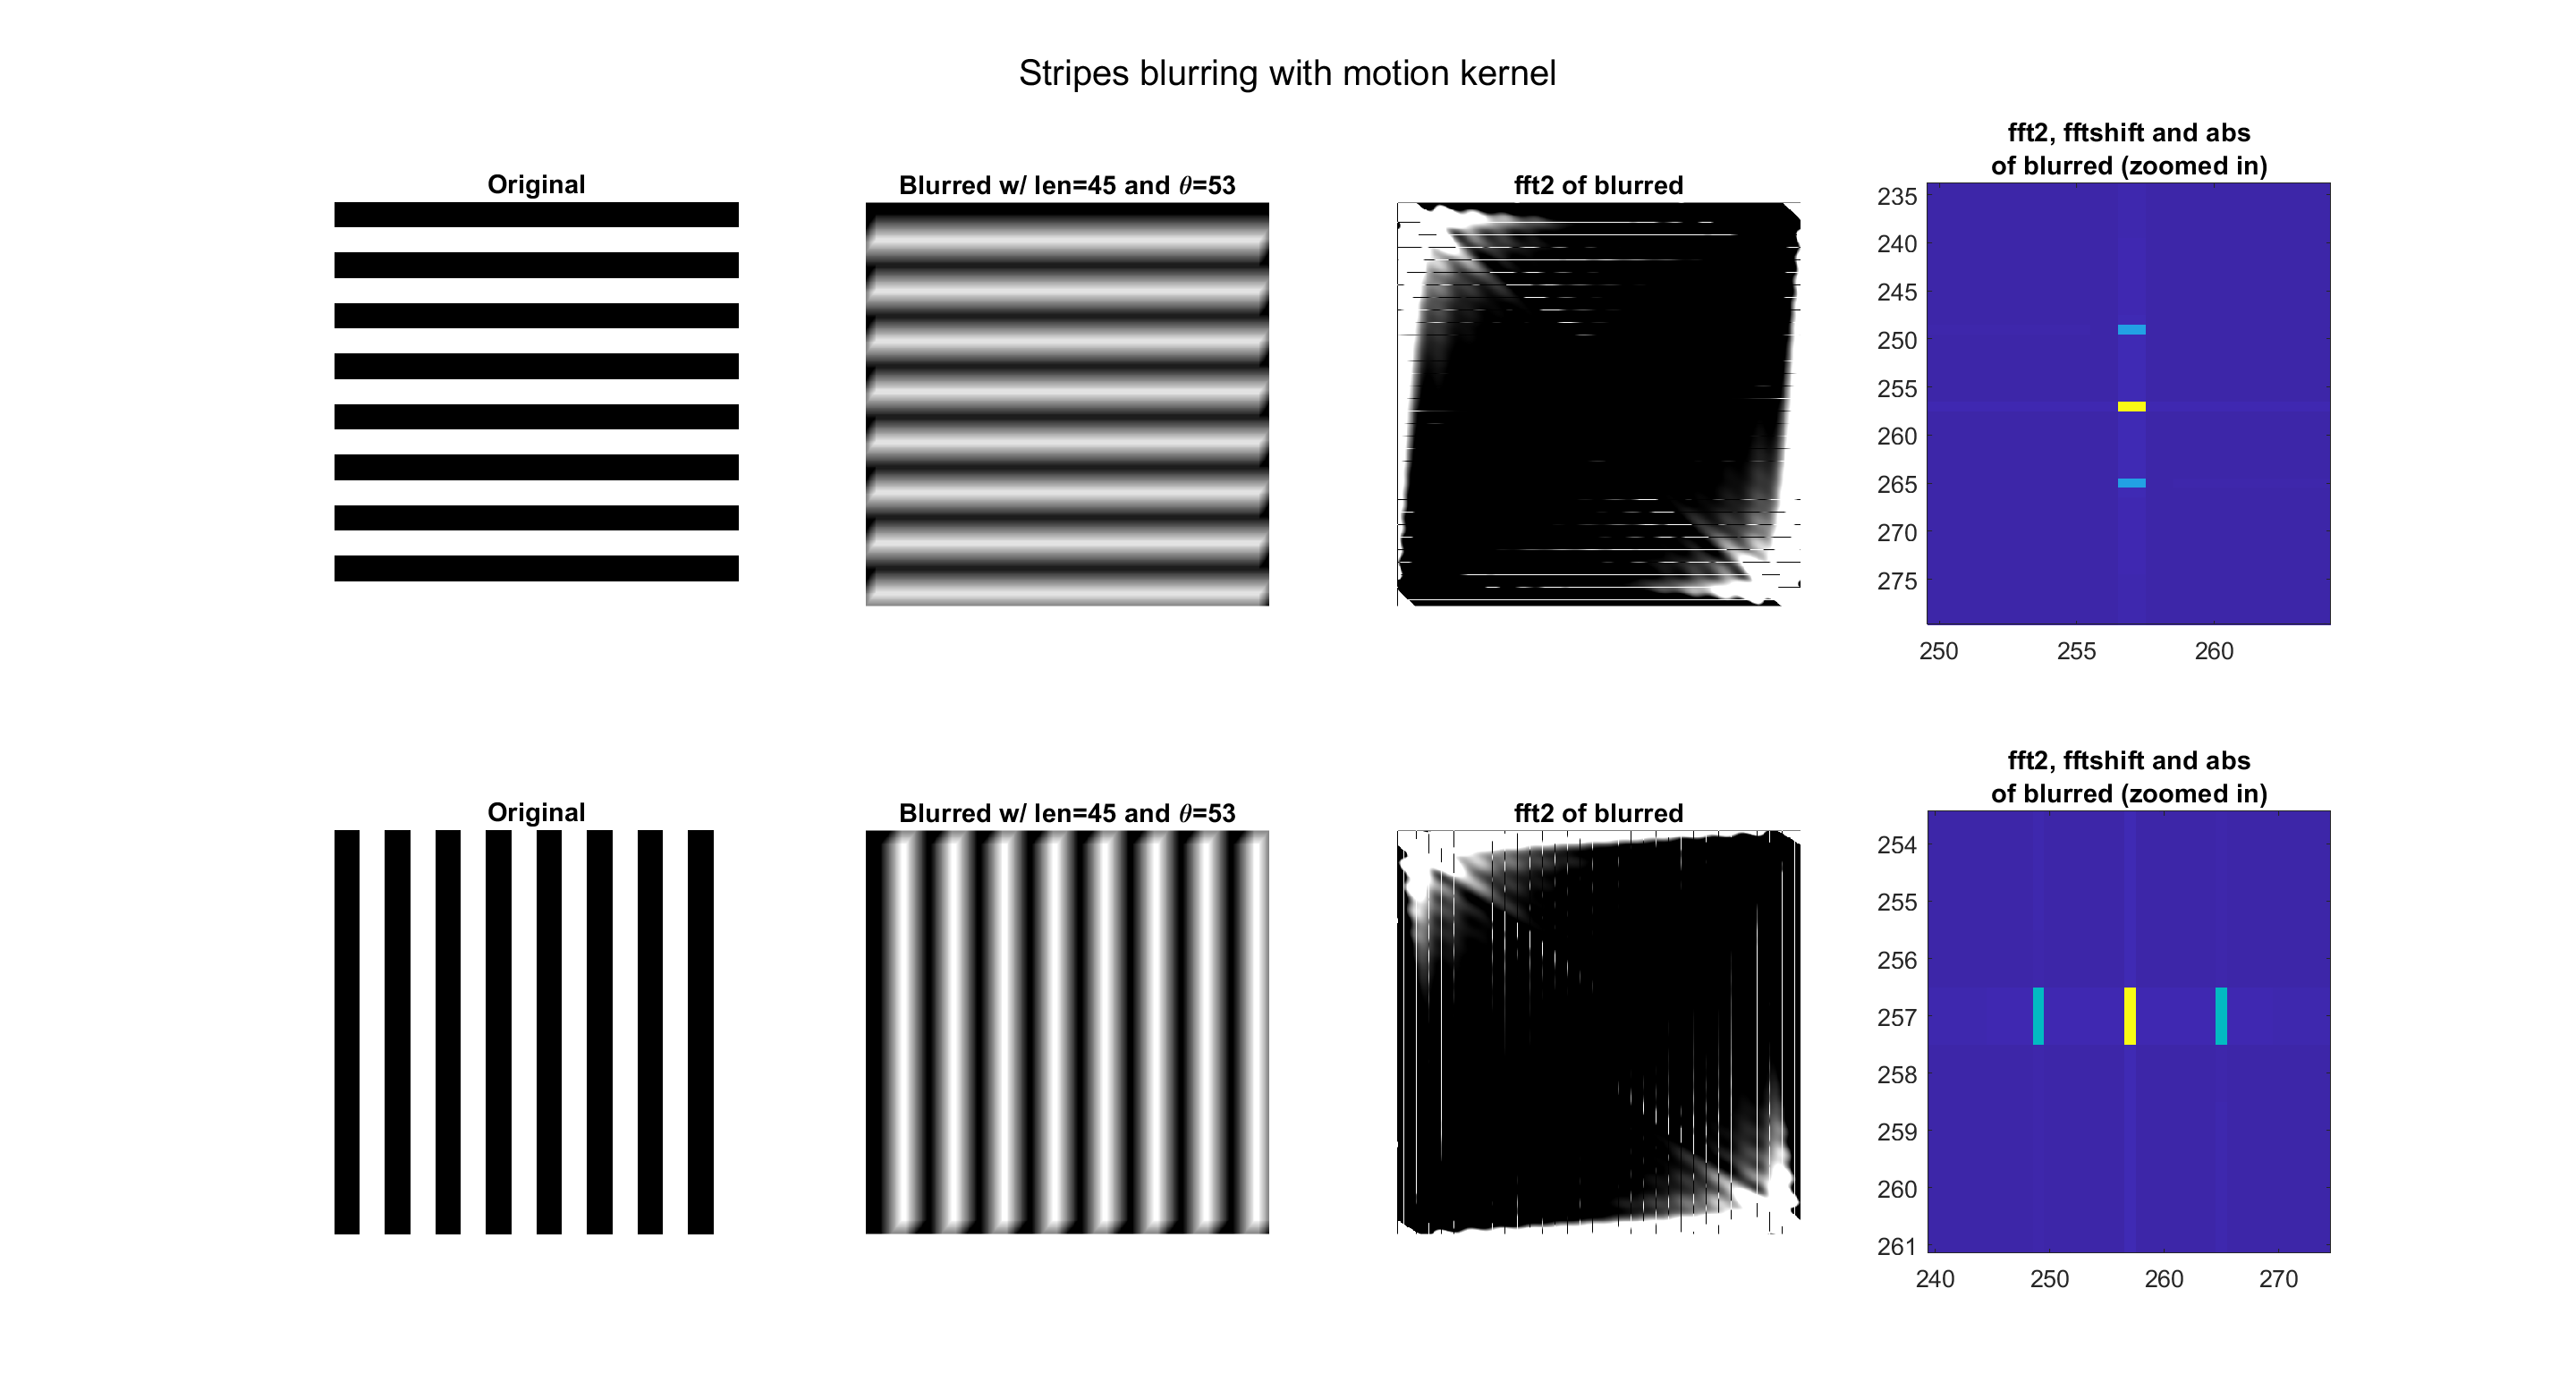 Stripes blurring with motion kernel
Original
Blurred w/ len=45 and θ=53
fft2 of blurred
fft2, fftshift and abs
of blurred (zoomed in)
235
240
245
250
255
260
265
270
275
250 255 260
Original
Blurred w/ len=45 and θ=53
fft2 of blurred
fft2, fftshift and abs
of blurred (zoomed in)
254
255
256
257
258
259
260
261
240 250 260 270